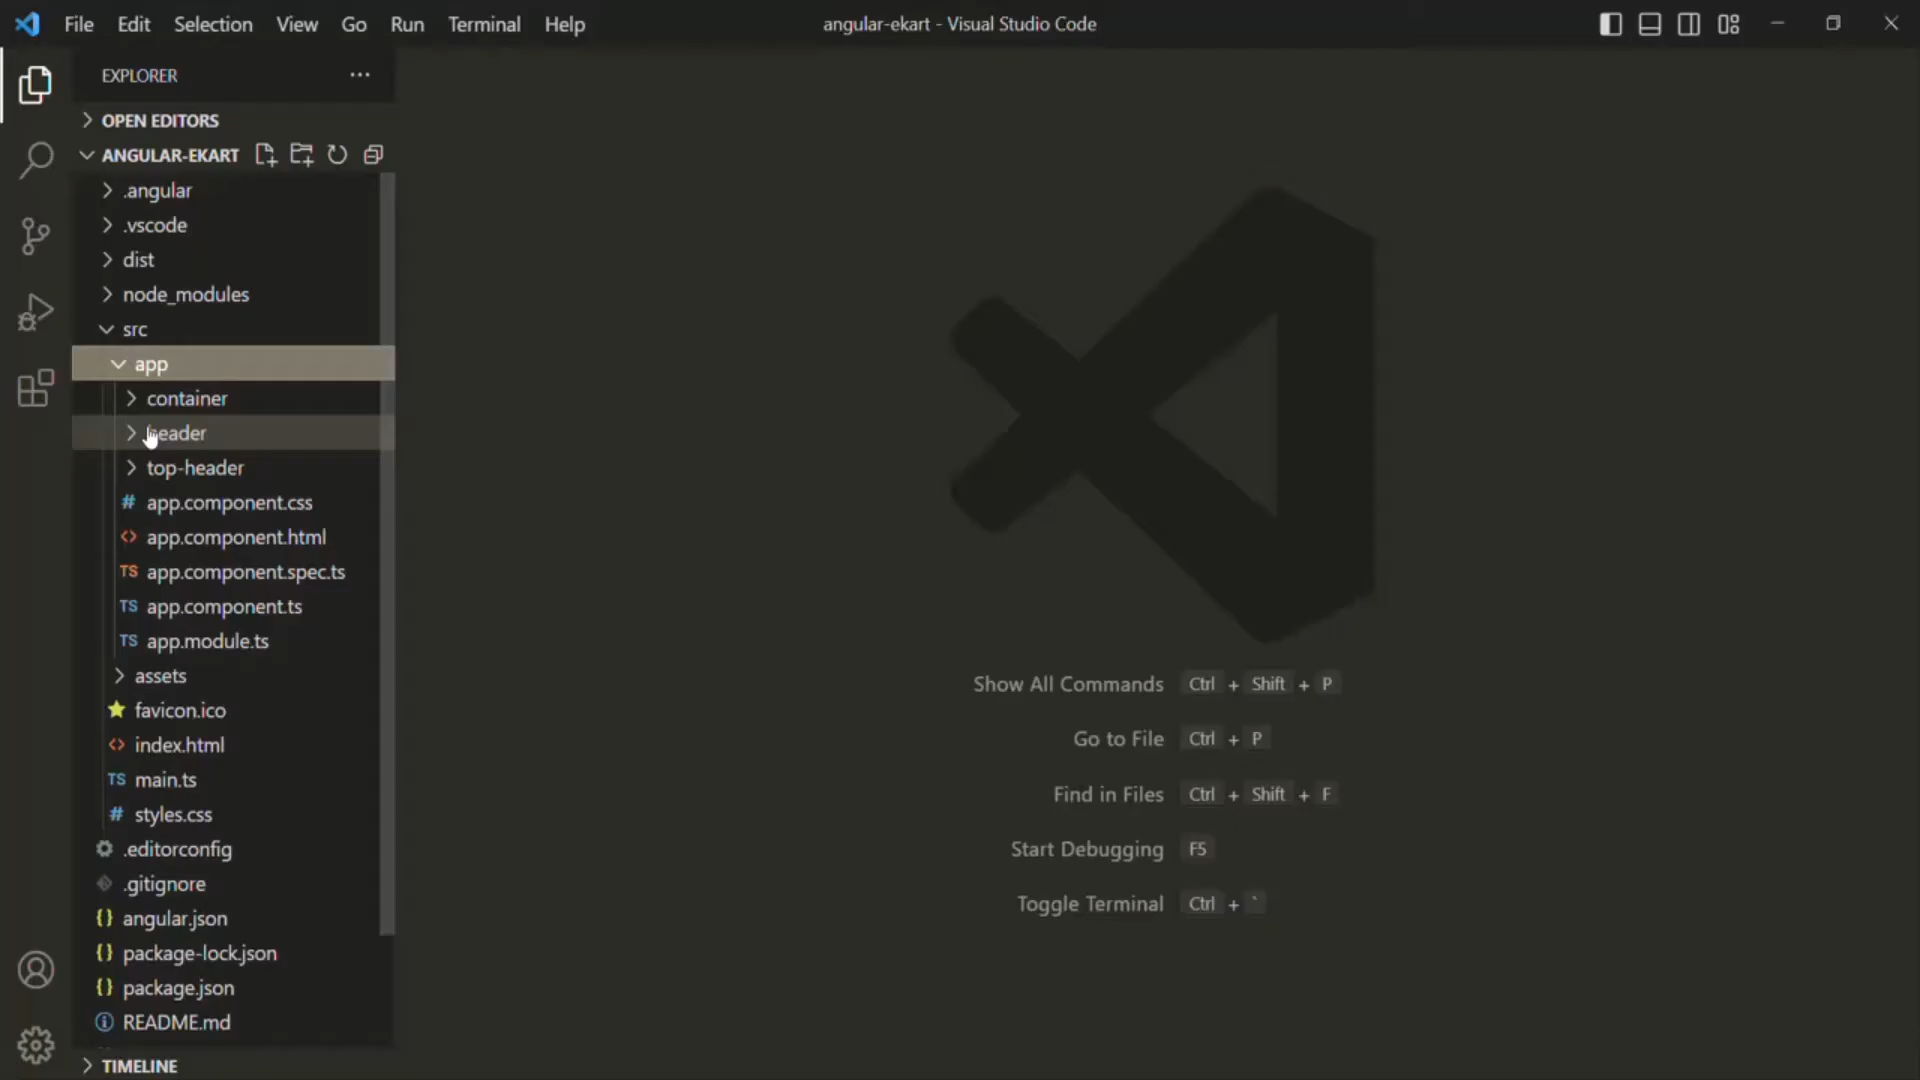 File Edit Selection View Go Run Terminal Help
angular-ekart - Visual Studio Code
EXPLORER
OPEN EDITORS
ANGULAR-EKART
.angular
.vscode
dist
node_modules
src
app
container
header
top-header
# app.component.css
<> app.component.html
TS app.component.spec.ts
TS app.component.ts
TS app.module.ts
assets
favicon.ico
<> index.html
TS main.ts
# styles.css
.editorconfig
.gitignore
{} angular.json
{} package-lock.json
{} package.json
README.md
TIMELINE
Show All Commands Ctrl + Shift + P
Go to File Ctrl + P
Find in Files Ctrl + Shift + F
Start Debugging F5
Toggle Terminal Ctrl + `